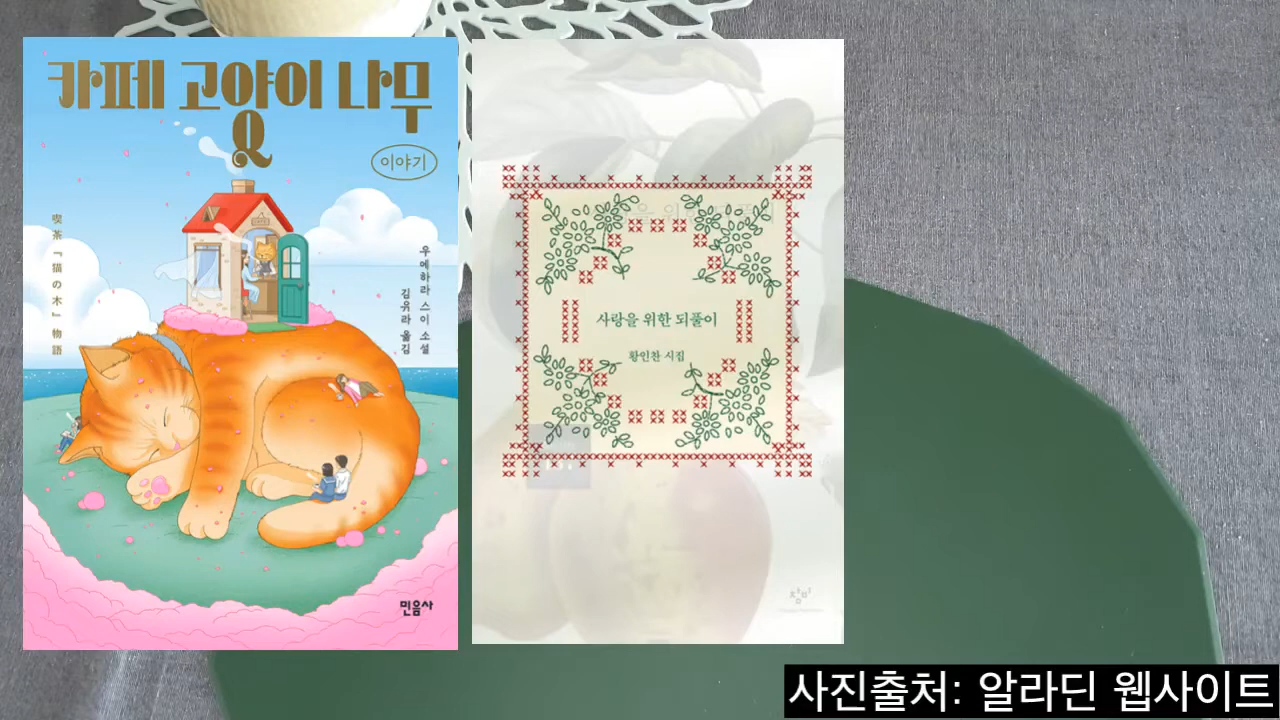 카페 고양이 나무
이야기
喫茶『猫の木』物語
우에하라 스이 소설
김유라 옮김
민음사
사랑을 위한 되풀이
황인찬 시집
사진출처: 알라딘 웹사이트